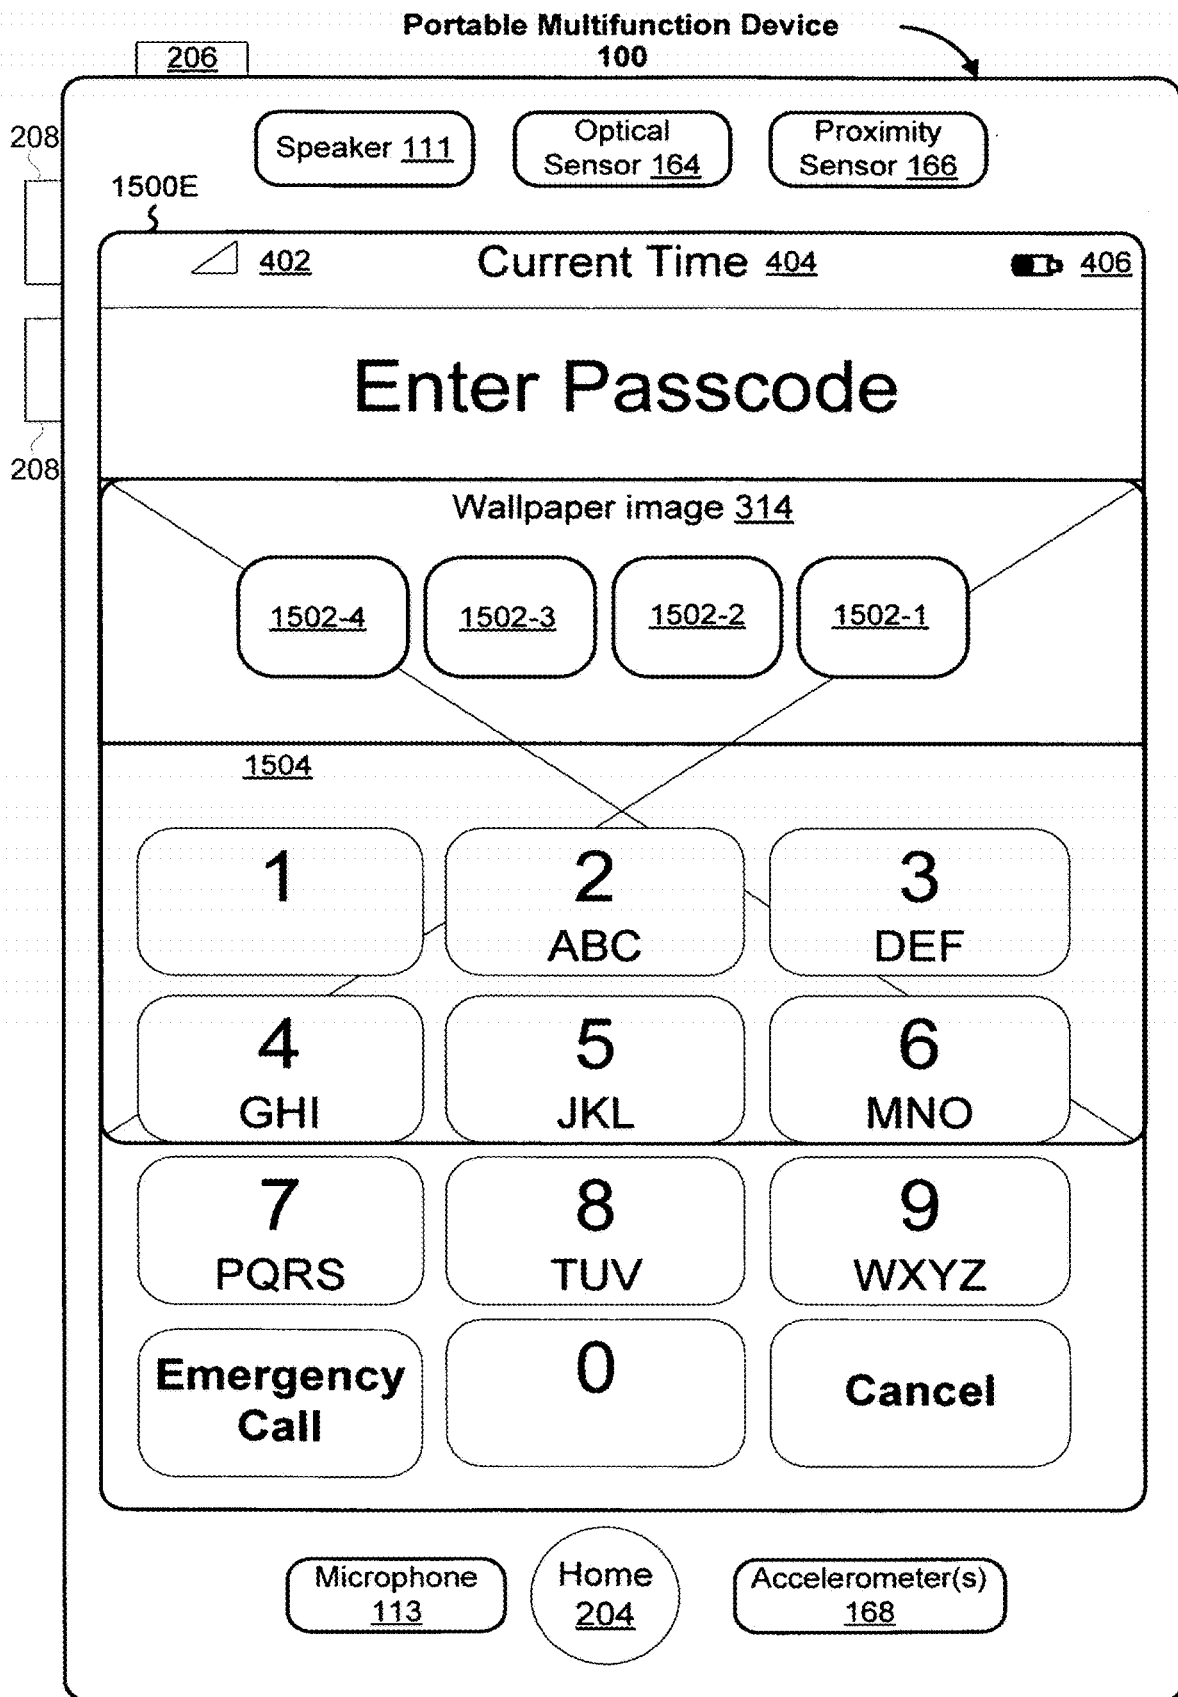 Portable Multifunction Device
100
206
208
Speaker 111
Optical
Sensor 164
Proximity
Sensor 166
1500E
402
Current Time 404
406
Enter Passcode
208
Wallpaper image 314
1502-4
1502-3
1502-2
1502-1
1504
1
2
ABC
3
DEF
4
GHI
5
JKL
6
MNO
7
PQRS
8
TUV
9
WXYZ
Emergency
Call
0
Cancel
Microphone
113
Home
204
Accelerometer(s)
168